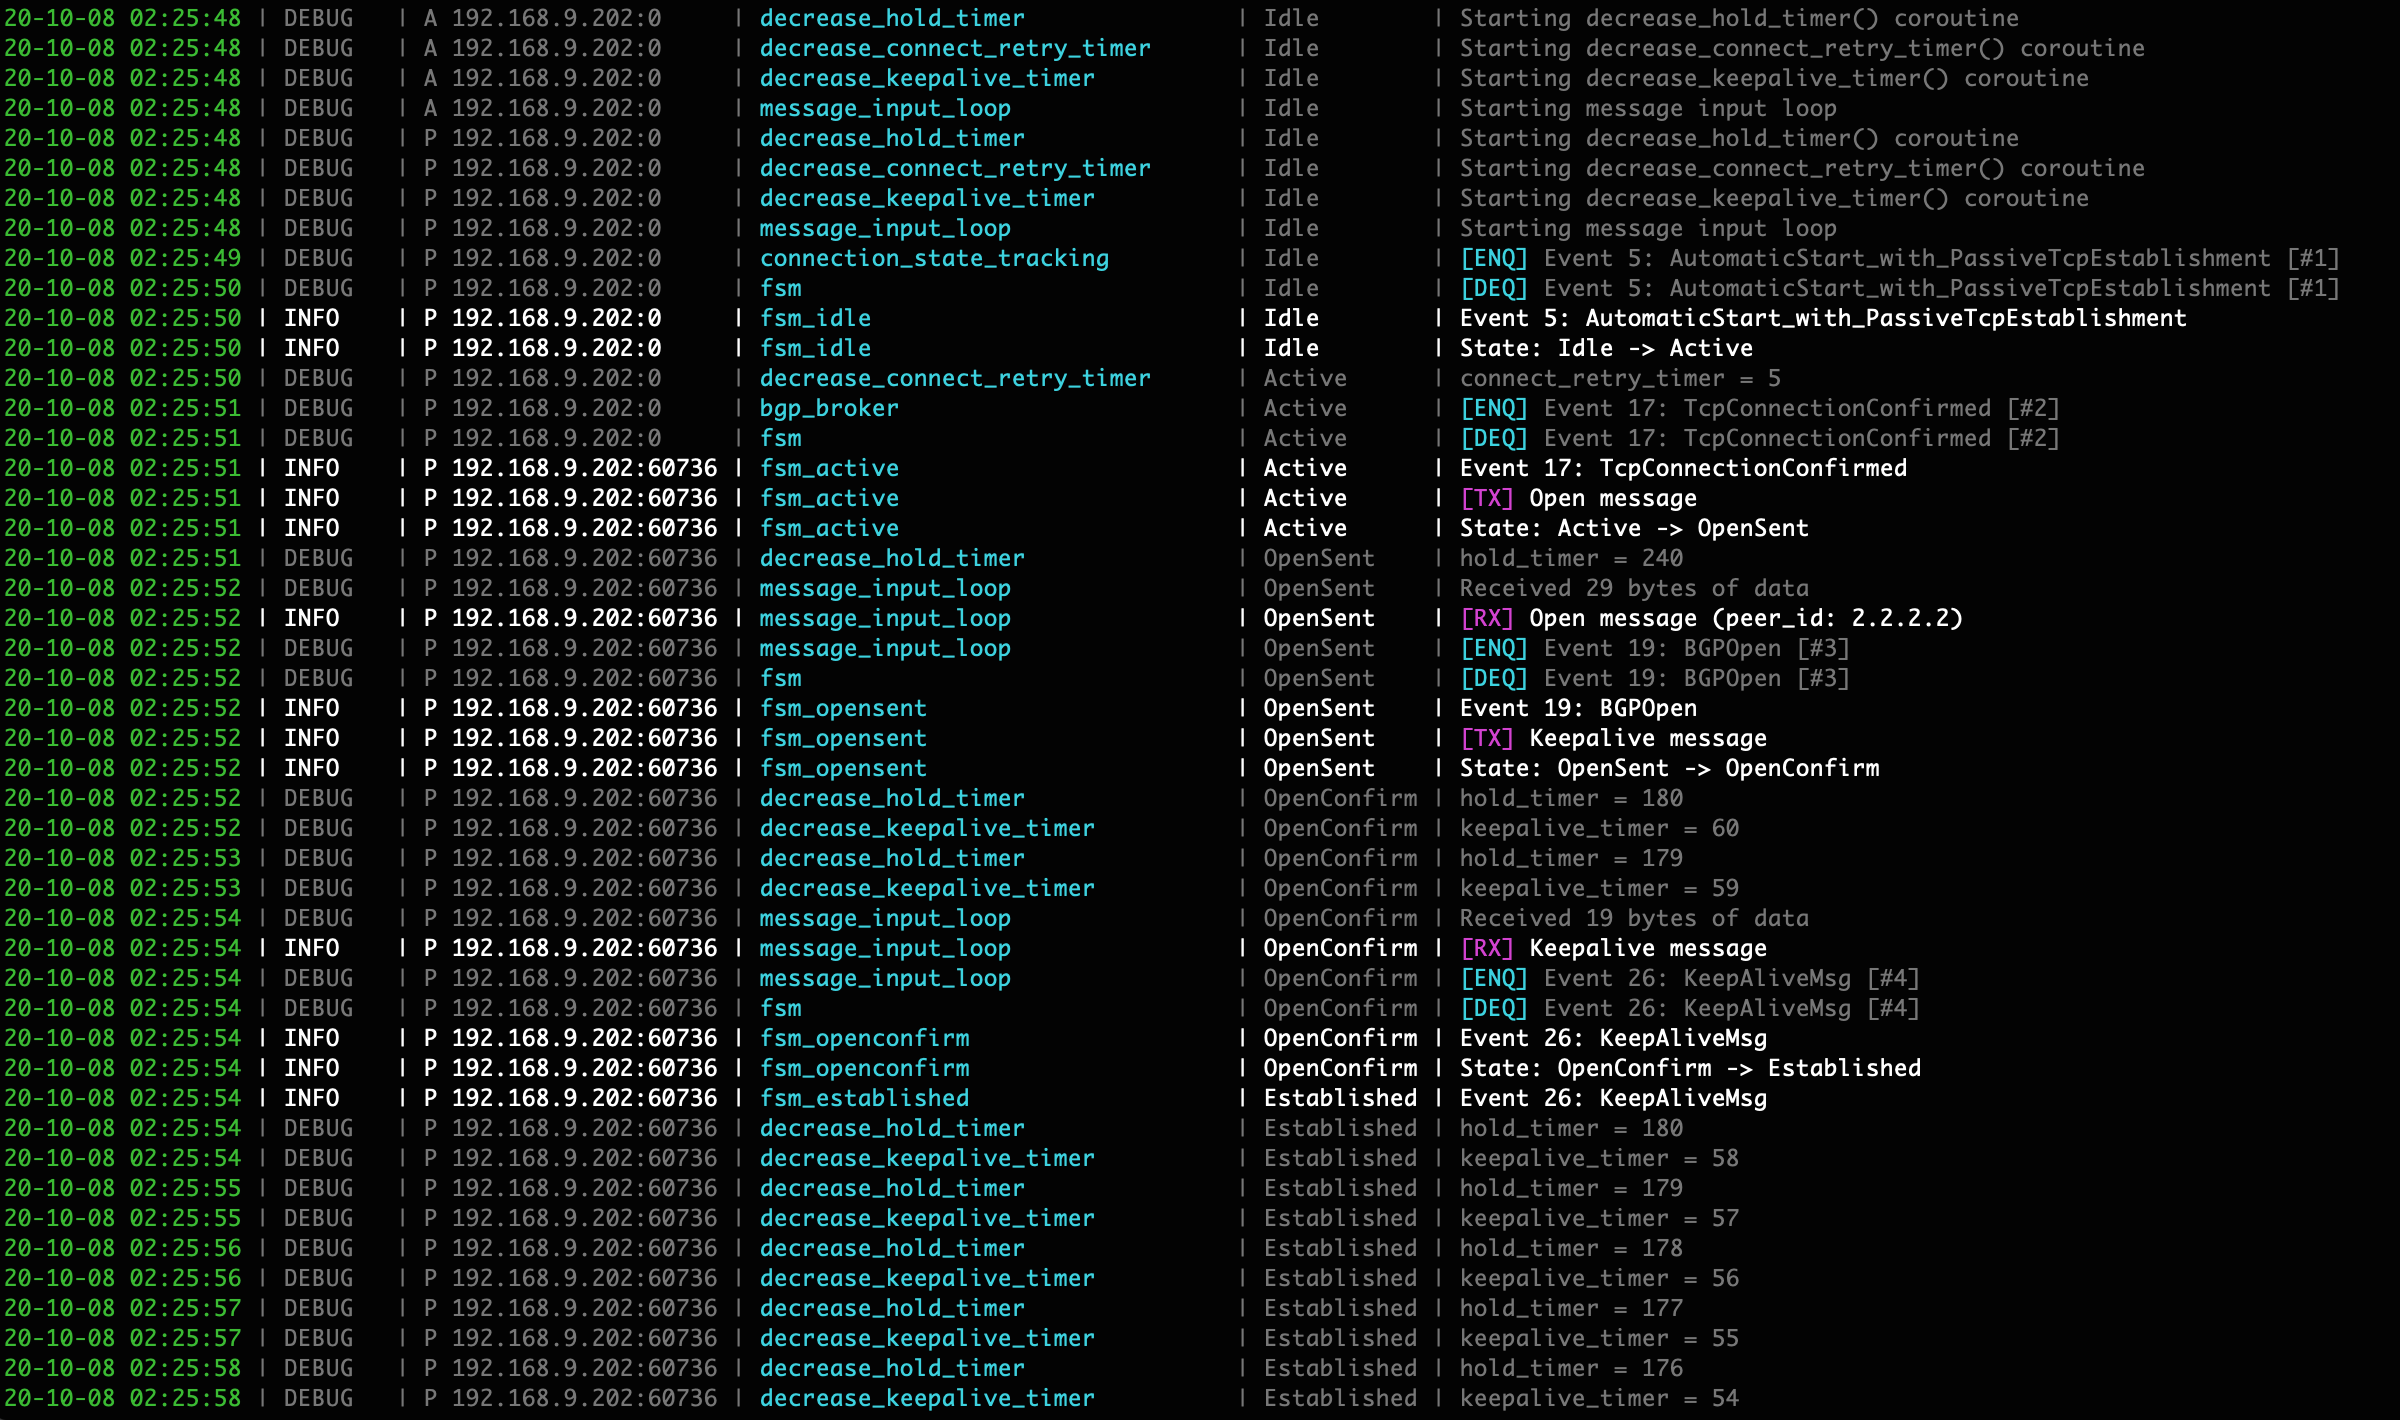 20-10-08 02:25:48 | DEBUG   | A 192.168.9.202:0     | decrease_hold_timer               | Idle        | Starting decrease_hold_timer() coroutine
20-10-08 02:25:48 | DEBUG   | A 192.168.9.202:0     | decrease_connect_retry_timer      | Idle        | Starting decrease_connect_retry_timer() coroutine
20-10-08 02:25:48 | DEBUG   | A 192.168.9.202:0     | decrease_keepalive_timer          | Idle        | Starting decrease_keepalive_timer() coroutine
20-10-08 02:25:48 | DEBUG   | A 192.168.9.202:0     | message_input_loop                | Idle        | Starting message input loop
20-10-08 02:25:48 | DEBUG   | P 192.168.9.202:0     | decrease_hold_timer               | Idle        | Starting decrease_hold_timer() coroutine
20-10-08 02:25:48 | DEBUG   | P 192.168.9.202:0     | decrease_connect_retry_timer      | Idle        | Starting decrease_connect_retry_timer() coroutine
20-10-08 02:25:48 | DEBUG   | P 192.168.9.202:0     | decrease_keepalive_timer          | Idle        | Starting decrease_keepalive_timer() coroutine
20-10-08 02:25:48 | DEBUG   | P 192.168.9.202:0     | message_input_loop                | Idle        | Starting message input loop
20-10-08 02:25:49 | DEBUG   | P 192.168.9.202:0     | connection_state_tracking         | Idle        | [ENQ] Event 5: AutomaticStart_with_PassiveTcpEstablishment [#1]
20-10-08 02:25:50 | DEBUG   | P 192.168.9.202:0     | fsm                               | Idle        | [DEQ] Event 5: AutomaticStart_with_PassiveTcpEstablishment [#1]
20-10-08 02:25:50 | INFO    | P 192.168.9.202:0     | fsm_idle                          | Idle        | Event 5: AutomaticStart_with_PassiveTcpEstablishment
20-10-08 02:25:50 | INFO    | P 192.168.9.202:0     | fsm_idle                          | Idle        | State: Idle -> Active
20-10-08 02:25:50 | DEBUG   | P 192.168.9.202:0     | decrease_connect_retry_timer      | Active      | connect_retry_timer = 5
20-10-08 02:25:51 | DEBUG   | P 192.168.9.202:0     | bgp_broker                        | Active      | [ENQ] Event 17: TcpConnectionConfirmed [#2]
20-10-08 02:25:51 | DEBUG   | P 192.168.9.202:0     | fsm                               | Active      | [DEQ] Event 17: TcpConnectionConfirmed [#2]
20-10-08 02:25:51 | INFO    | P 192.168.9.202:60736 | fsm_active                        | Active      | Event 17: TcpConnectionConfirmed
20-10-08 02:25:51 | INFO    | P 192.168.9.202:60736 | fsm_active                        | Active      | [TX] Open message
20-10-08 02:25:51 | INFO    | P 192.168.9.202:60736 | fsm_active                        | Active      | State: Active -> OpenSent
20-10-08 02:25:51 | DEBUG   | P 192.168.9.202:60736 | decrease_hold_timer               | OpenSent    | hold_timer = 240
20-10-08 02:25:52 | DEBUG   | P 192.168.9.202:60736 | message_input_loop                | OpenSent    | Received 29 bytes of data
20-10-08 02:25:52 | INFO    | P 192.168.9.202:60736 | message_input_loop                | OpenSent    | [RX] Open message (peer_id: 2.2.2.2)
20-10-08 02:25:52 | DEBUG   | P 192.168.9.202:60736 | message_input_loop                | OpenSent    | [ENQ] Event 19: BGPOpen [#3]
20-10-08 02:25:52 | DEBUG   | P 192.168.9.202:60736 | fsm                               | OpenSent    | [DEQ] Event 19: BGPOpen [#3]
20-10-08 02:25:52 | INFO    | P 192.168.9.202:60736 | fsm_opensent                      | OpenSent    | Event 19: BGPOpen
20-10-08 02:25:52 | INFO    | P 192.168.9.202:60736 | fsm_opensent                      | OpenSent    | [TX] Keepalive message
20-10-08 02:25:52 | INFO    | P 192.168.9.202:60736 | fsm_opensent                      | OpenSent    | State: OpenSent -> OpenConfirm
20-10-08 02:25:52 | DEBUG   | P 192.168.9.202:60736 | decrease_hold_timer               | OpenConfirm | hold_timer = 180
20-10-08 02:25:52 | DEBUG   | P 192.168.9.202:60736 | decrease_keepalive_timer          | OpenConfirm | keepalive_timer = 60
20-10-08 02:25:53 | DEBUG   | P 192.168.9.202:60736 | decrease_hold_timer               | OpenConfirm | hold_timer = 179
20-10-08 02:25:53 | DEBUG   | P 192.168.9.202:60736 | decrease_keepalive_timer          | OpenConfirm | keepalive_timer = 59
20-10-08 02:25:54 | DEBUG   | P 192.168.9.202:60736 | message_input_loop                | OpenConfirm | Received 19 bytes of data
20-10-08 02:25:54 | INFO    | P 192.168.9.202:60736 | message_input_loop                | OpenConfirm | [RX] Keepalive message
20-10-08 02:25:54 | DEBUG   | P 192.168.9.202:60736 | message_input_loop                | OpenConfirm | [ENQ] Event 26: KeepAliveMsg [#4]
20-10-08 02:25:54 | DEBUG   | P 192.168.9.202:60736 | fsm                               | OpenConfirm | [DEQ] Event 26: KeepAliveMsg [#4]
20-10-08 02:25:54 | INFO    | P 192.168.9.202:60736 | fsm_openconfirm                   | OpenConfirm | Event 26: KeepAliveMsg
20-10-08 02:25:54 | INFO    | P 192.168.9.202:60736 | fsm_openconfirm                   | OpenConfirm | State: OpenConfirm -> Established
20-10-08 02:25:54 | INFO    | P 192.168.9.202:60736 | fsm_established                   | Established | Event 26: KeepAliveMsg
20-10-08 02:25:54 | DEBUG   | P 192.168.9.202:60736 | decrease_hold_timer               | Established | hold_timer = 180
20-10-08 02:25:54 | DEBUG   | P 192.168.9.202:60736 | decrease_keepalive_timer          | Established | keepalive_timer = 58
20-10-08 02:25:55 | DEBUG   | P 192.168.9.202:60736 | decrease_hold_timer               | Established | hold_timer = 179
20-10-08 02:25:55 | DEBUG   | P 192.168.9.202:60736 | decrease_keepalive_timer          | Established | keepalive_timer = 57
20-10-08 02:25:56 | DEBUG   | P 192.168.9.202:60736 | decrease_hold_timer               | Established | hold_timer = 178
20-10-08 02:25:56 | DEBUG   | P 192.168.9.202:60736 | decrease_keepalive_timer          | Established | keepalive_timer = 56
20-10-08 02:25:57 | DEBUG   | P 192.168.9.202:60736 | decrease_hold_timer               | Established | hold_timer = 177
20-10-08 02:25:57 | DEBUG   | P 192.168.9.202:60736 | decrease_keepalive_timer          | Established | keepalive_timer = 55
20-10-08 02:25:58 | DEBUG   | P 192.168.9.202:60736 | decrease_hold_timer               | Established | hold_timer = 176
20-10-08 02:25:58 | DEBUG   | P 192.168.9.202:60736 | decrease_keepalive_timer          | Established | keepalive_timer = 54